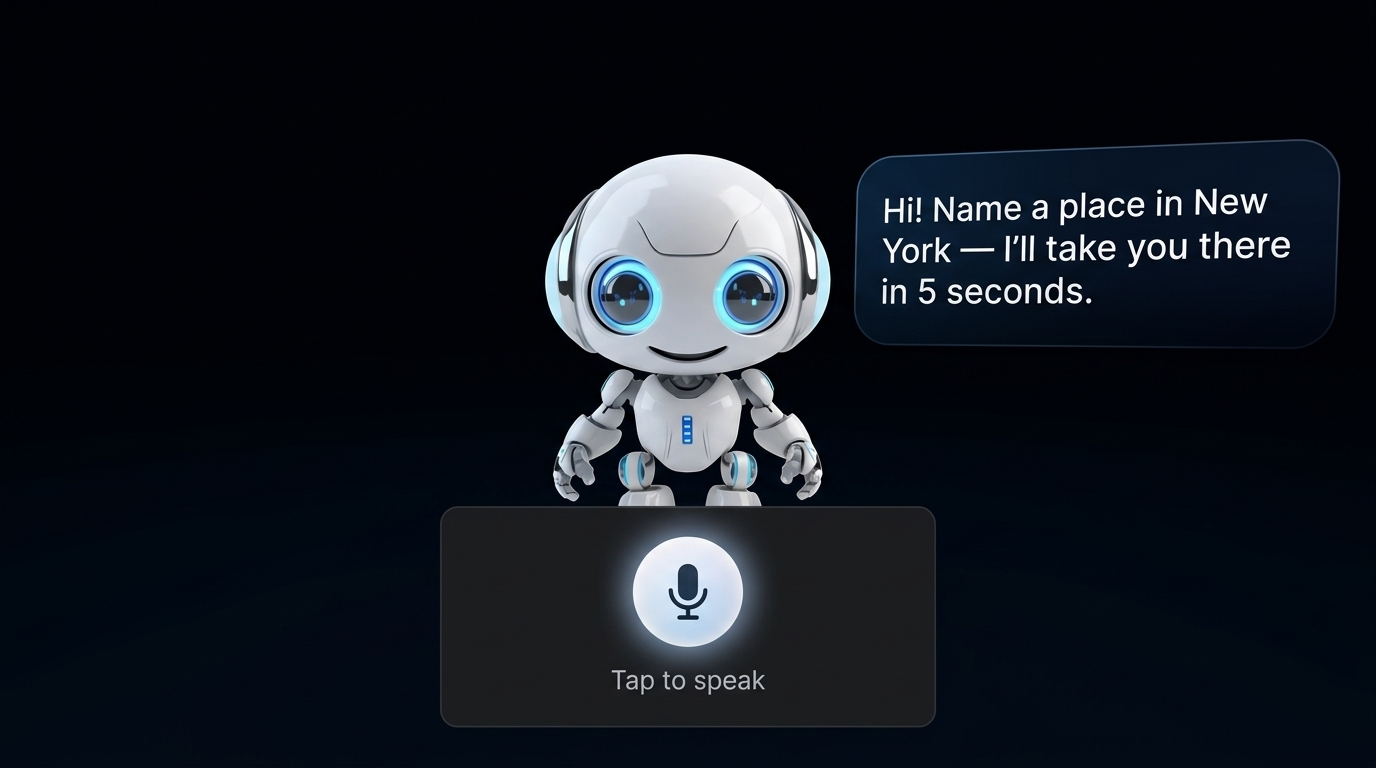 Hi! Name a place in New
York — I’ll take you there
in 5 seconds.
Tap to speak